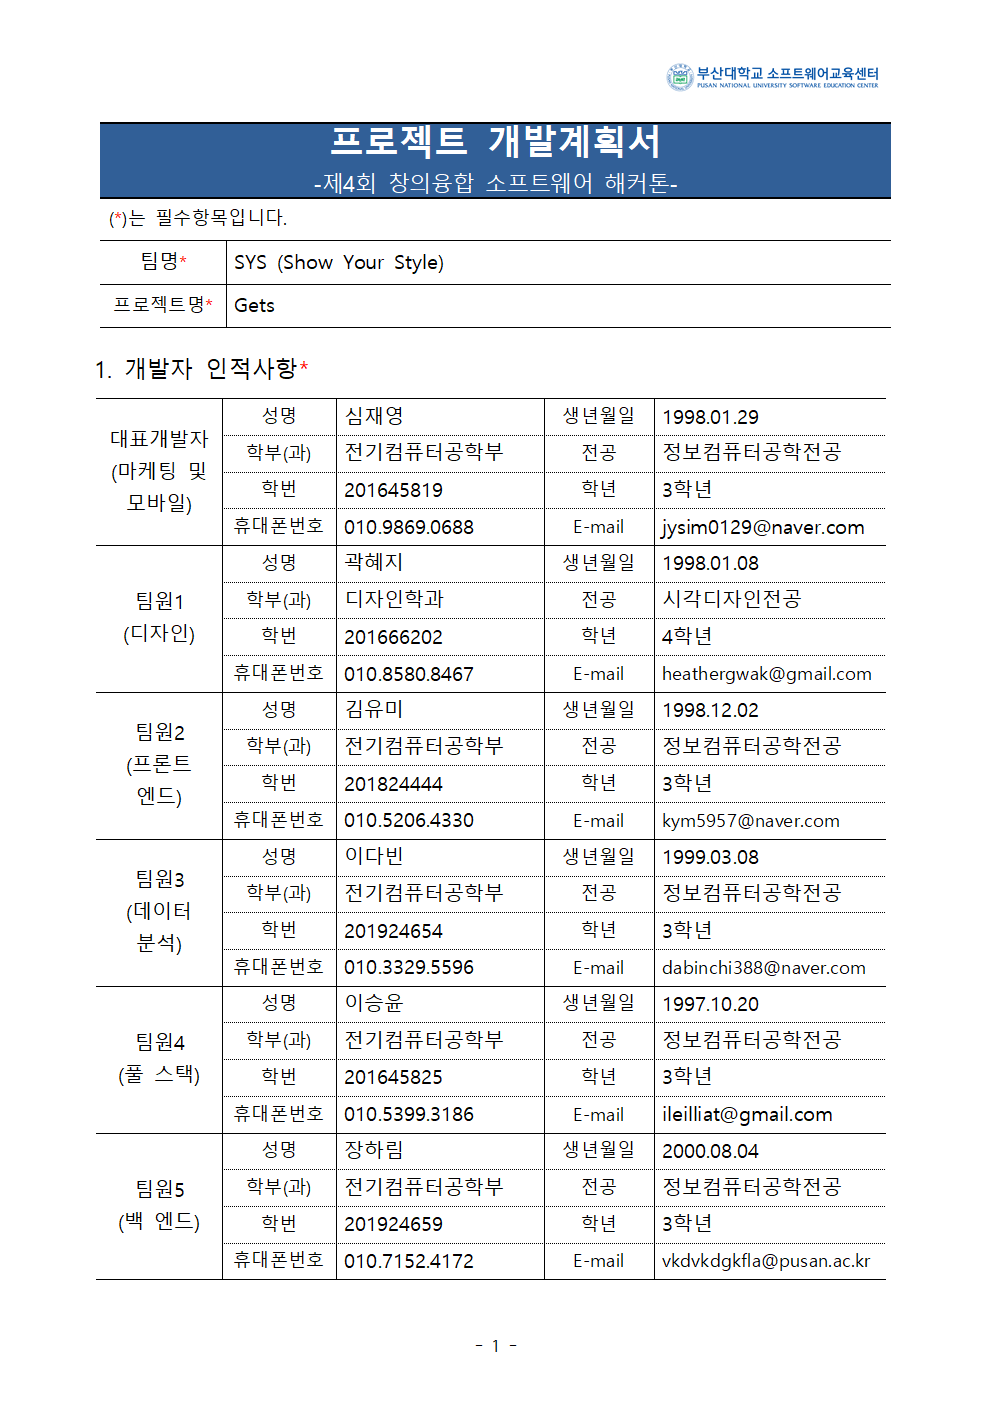 부산대학교 소프트웨어교육센터
PUSAN NATIONAL UNIVERSITY SOFTWARE EDUCATION CENTER
프로젝트 개발계획서
-제4회 창의융합 소프트웨어 해커톤-
(*)는 필수항목입니다.
팀명* SYS (Show Your Style)
프로젝트명* Gets
1. 개발자 인적사항*
대표개발자
(마케팅 및
모바일)
성명 심재영 생년월일 1998.01.29
학부(과) 전기컴퓨터공학부 전공 정보컴퓨터공학전공
학번 201645819 학년 3학년
휴대폰번호 010.9869.0688 E-mail jysim0129@naver.com
팀원1
(디자인)
성명 곽혜지 생년월일 1998.01.08
학부(과) 디자인학과 전공 시각디자인전공
학번 201666202 학년 4학년
휴대폰번호 010.8580.8467 E-mail heathergwak@gmail.com
팀원2
(프론트
엔드)
성명 김유미 생년월일 1998.12.02
학부(과) 전기컴퓨터공학부 전공 정보컴퓨터공학전공
학번 201824444 학년 3학년
휴대폰번호 010.5206.4330 E-mail kym5957@naver.com
팀원3
(데이터
분석)
성명 이다빈 생년월일 1999.03.08
학부(과) 전기컴퓨터공학부 전공 정보컴퓨터공학전공
학번 201924654 학년 3학년
휴대폰번호 010.3329.5596 E-mail dabinchi388@naver.com
팀원4
(풀 스택)
성명 이승윤 생년월일 1997.10.20
학부(과) 전기컴퓨터공학부 전공 정보컴퓨터공학전공
학번 201645825 학년 3학년
휴대폰번호 010.5399.3186 E-mail ileilliat@gmail.com
팀원5
(백 엔드)
성명 장하림 생년월일 2000.08.04
학부(과) 전기컴퓨터공학부 전공 정보컴퓨터공학전공
학번 201924659 학년 3학년
휴대폰번호 010.7152.4172 E-mail vkdvkdgkfla@pusan.ac.kr
- 1 -